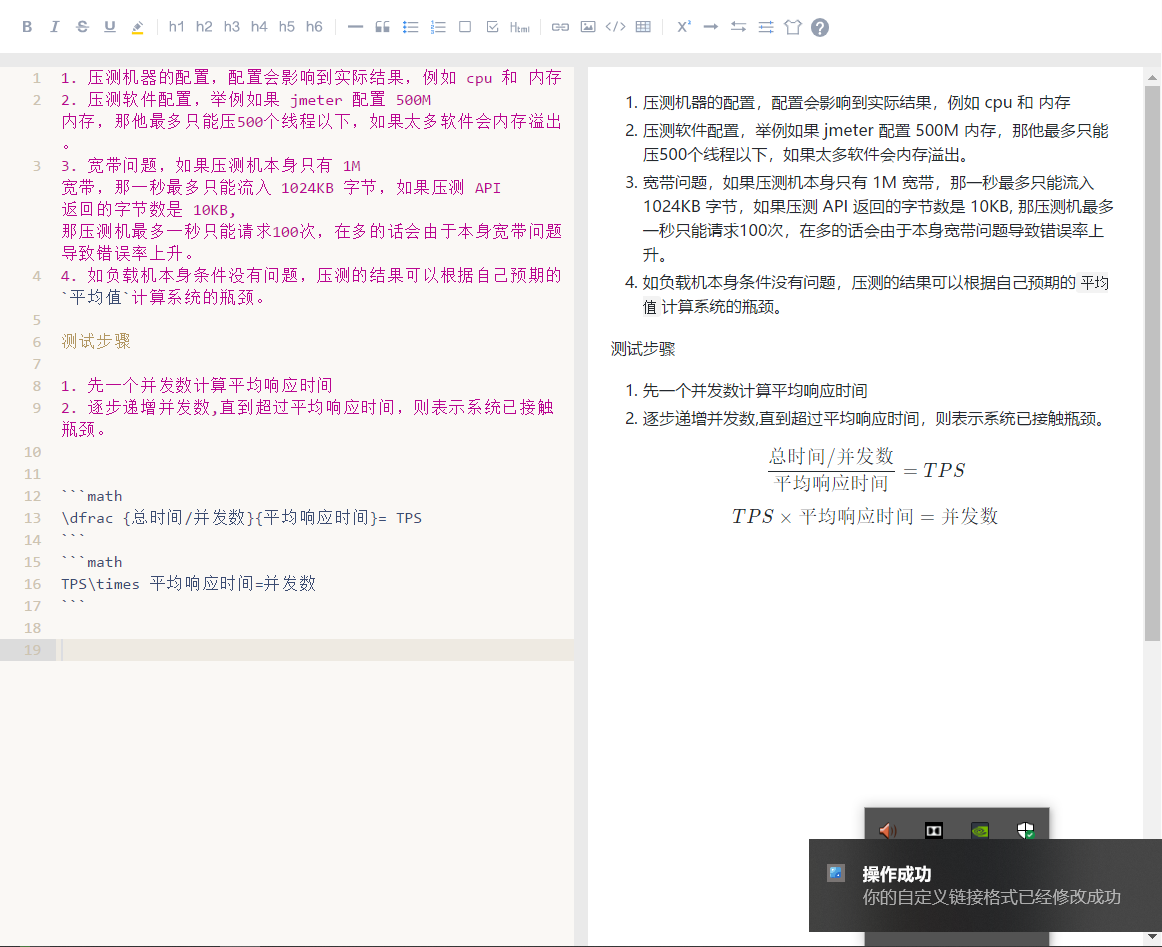 B I S U h1 h2 h3 h4 h5 h6 Html </> X² ?
1 1. 压测机器的配置，配置会影响到实际结果，例如 cpu 和 内存
2 2. 压测软件配置，举例如果 jmeter 配置 500M
内存，那他最多只能压500个线程以下，如果太多软件会内存溢出
。
3 3. 宽带问题，如果压测机本身只有 1M
宽带，那一秒最多只能流入 1024KB 字节，如果压测 API
返回的字节数是 10KB,
那压测机最多一秒只能请求100次，在多的话会由于本身宽带问题
导致错误率上升。
4 4. 如负载机本身条件没有问题，压测的结果可以根据自己预期的
`平均值`计算系统的瓶颈。
5
6 测试步骤
7
8 1. 先一个并发数计算平均响应时间
9 2. 逐步递增并发数,直到超过平均响应时间，则表示系统已接触
瓶颈。
10
11
12 ```math
13 \dfrac {总时间/并发数}{平均响应时间}= TPS
14 ```
15 ```math
16 TPS\times 平均响应时间=并发数
17 ```
18
19
1. 压测机器的配置，配置会影响到实际结果，例如 cpu 和 内存
2. 压测软件配置，举例如果 jmeter 配置 500M 内存，那他最多只能
压500个线程以下，如果太多软件会内存溢出。
3. 宽带问题，如果压测机本身只有 1M 宽带，那一秒最多只能流入
1024KB 字节，如果压测 API 返回的字节数是 10KB, 那压测机最多
一秒只能请求100次，在多的话会由于本身宽带问题导致错误率上
升。
4. 如负载机本身条件没有问题，压测的结果可以根据自己预期的 平均
值 计算系统的瓶颈。
测试步骤
1. 先一个并发数计算平均响应时间
2. 逐步递增并发数,直到超过平均响应时间，则表示系统已接触瓶颈。
总时间/并发数
平均响应时间 = TPS
TPS × 平均响应时间 = 并发数
操作成功
你的自定义链接格式已经修改成功